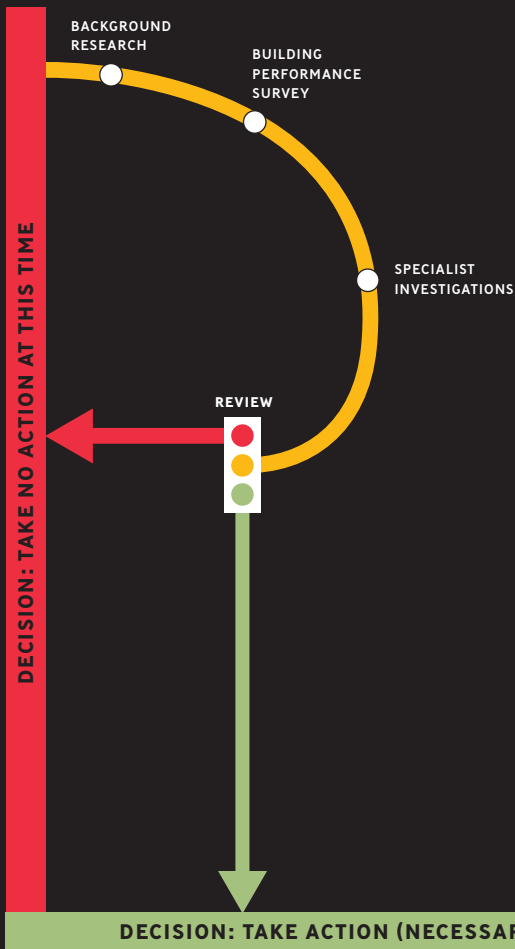 BACKGROUND
RESEARCH
BUILDING
PERFORMANCE
SURVEY
SPECIALIST
INVESTIGATIONS
DECISION: TAKE NO ACTION AT THIS TIME
REVIEW
DECISION: TAKE ACTION (NECESSAR